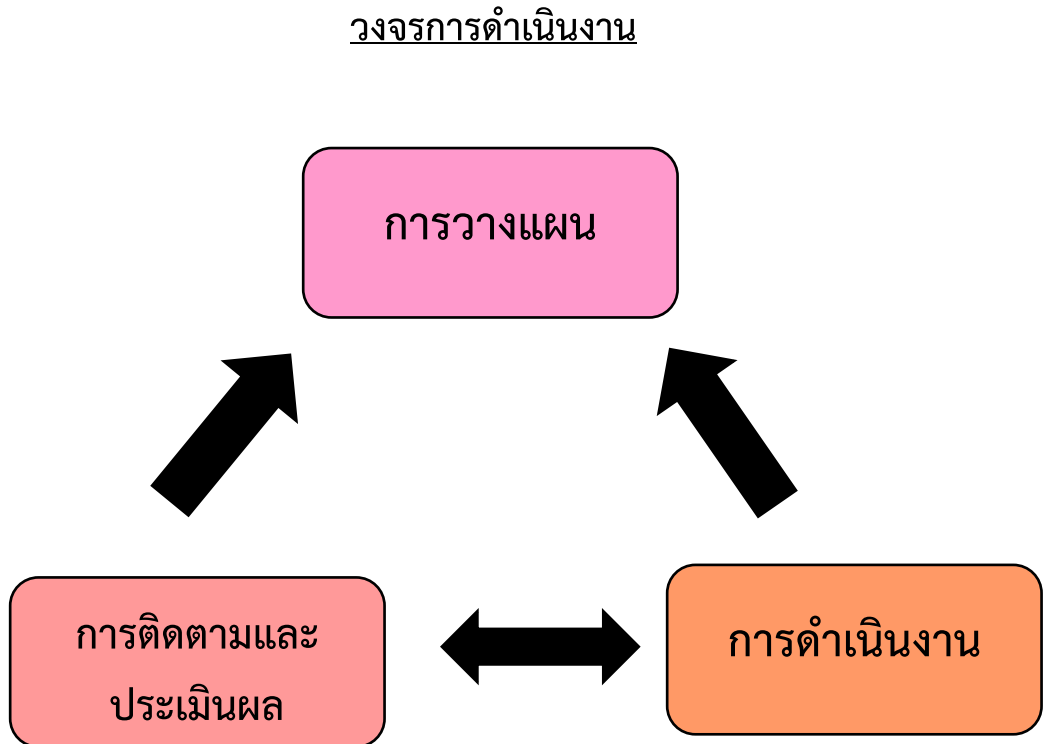 วงจรการดำเนินงาน
การวางแผน
การติดตามและ
ประเมินผล
การดำเนินงาน